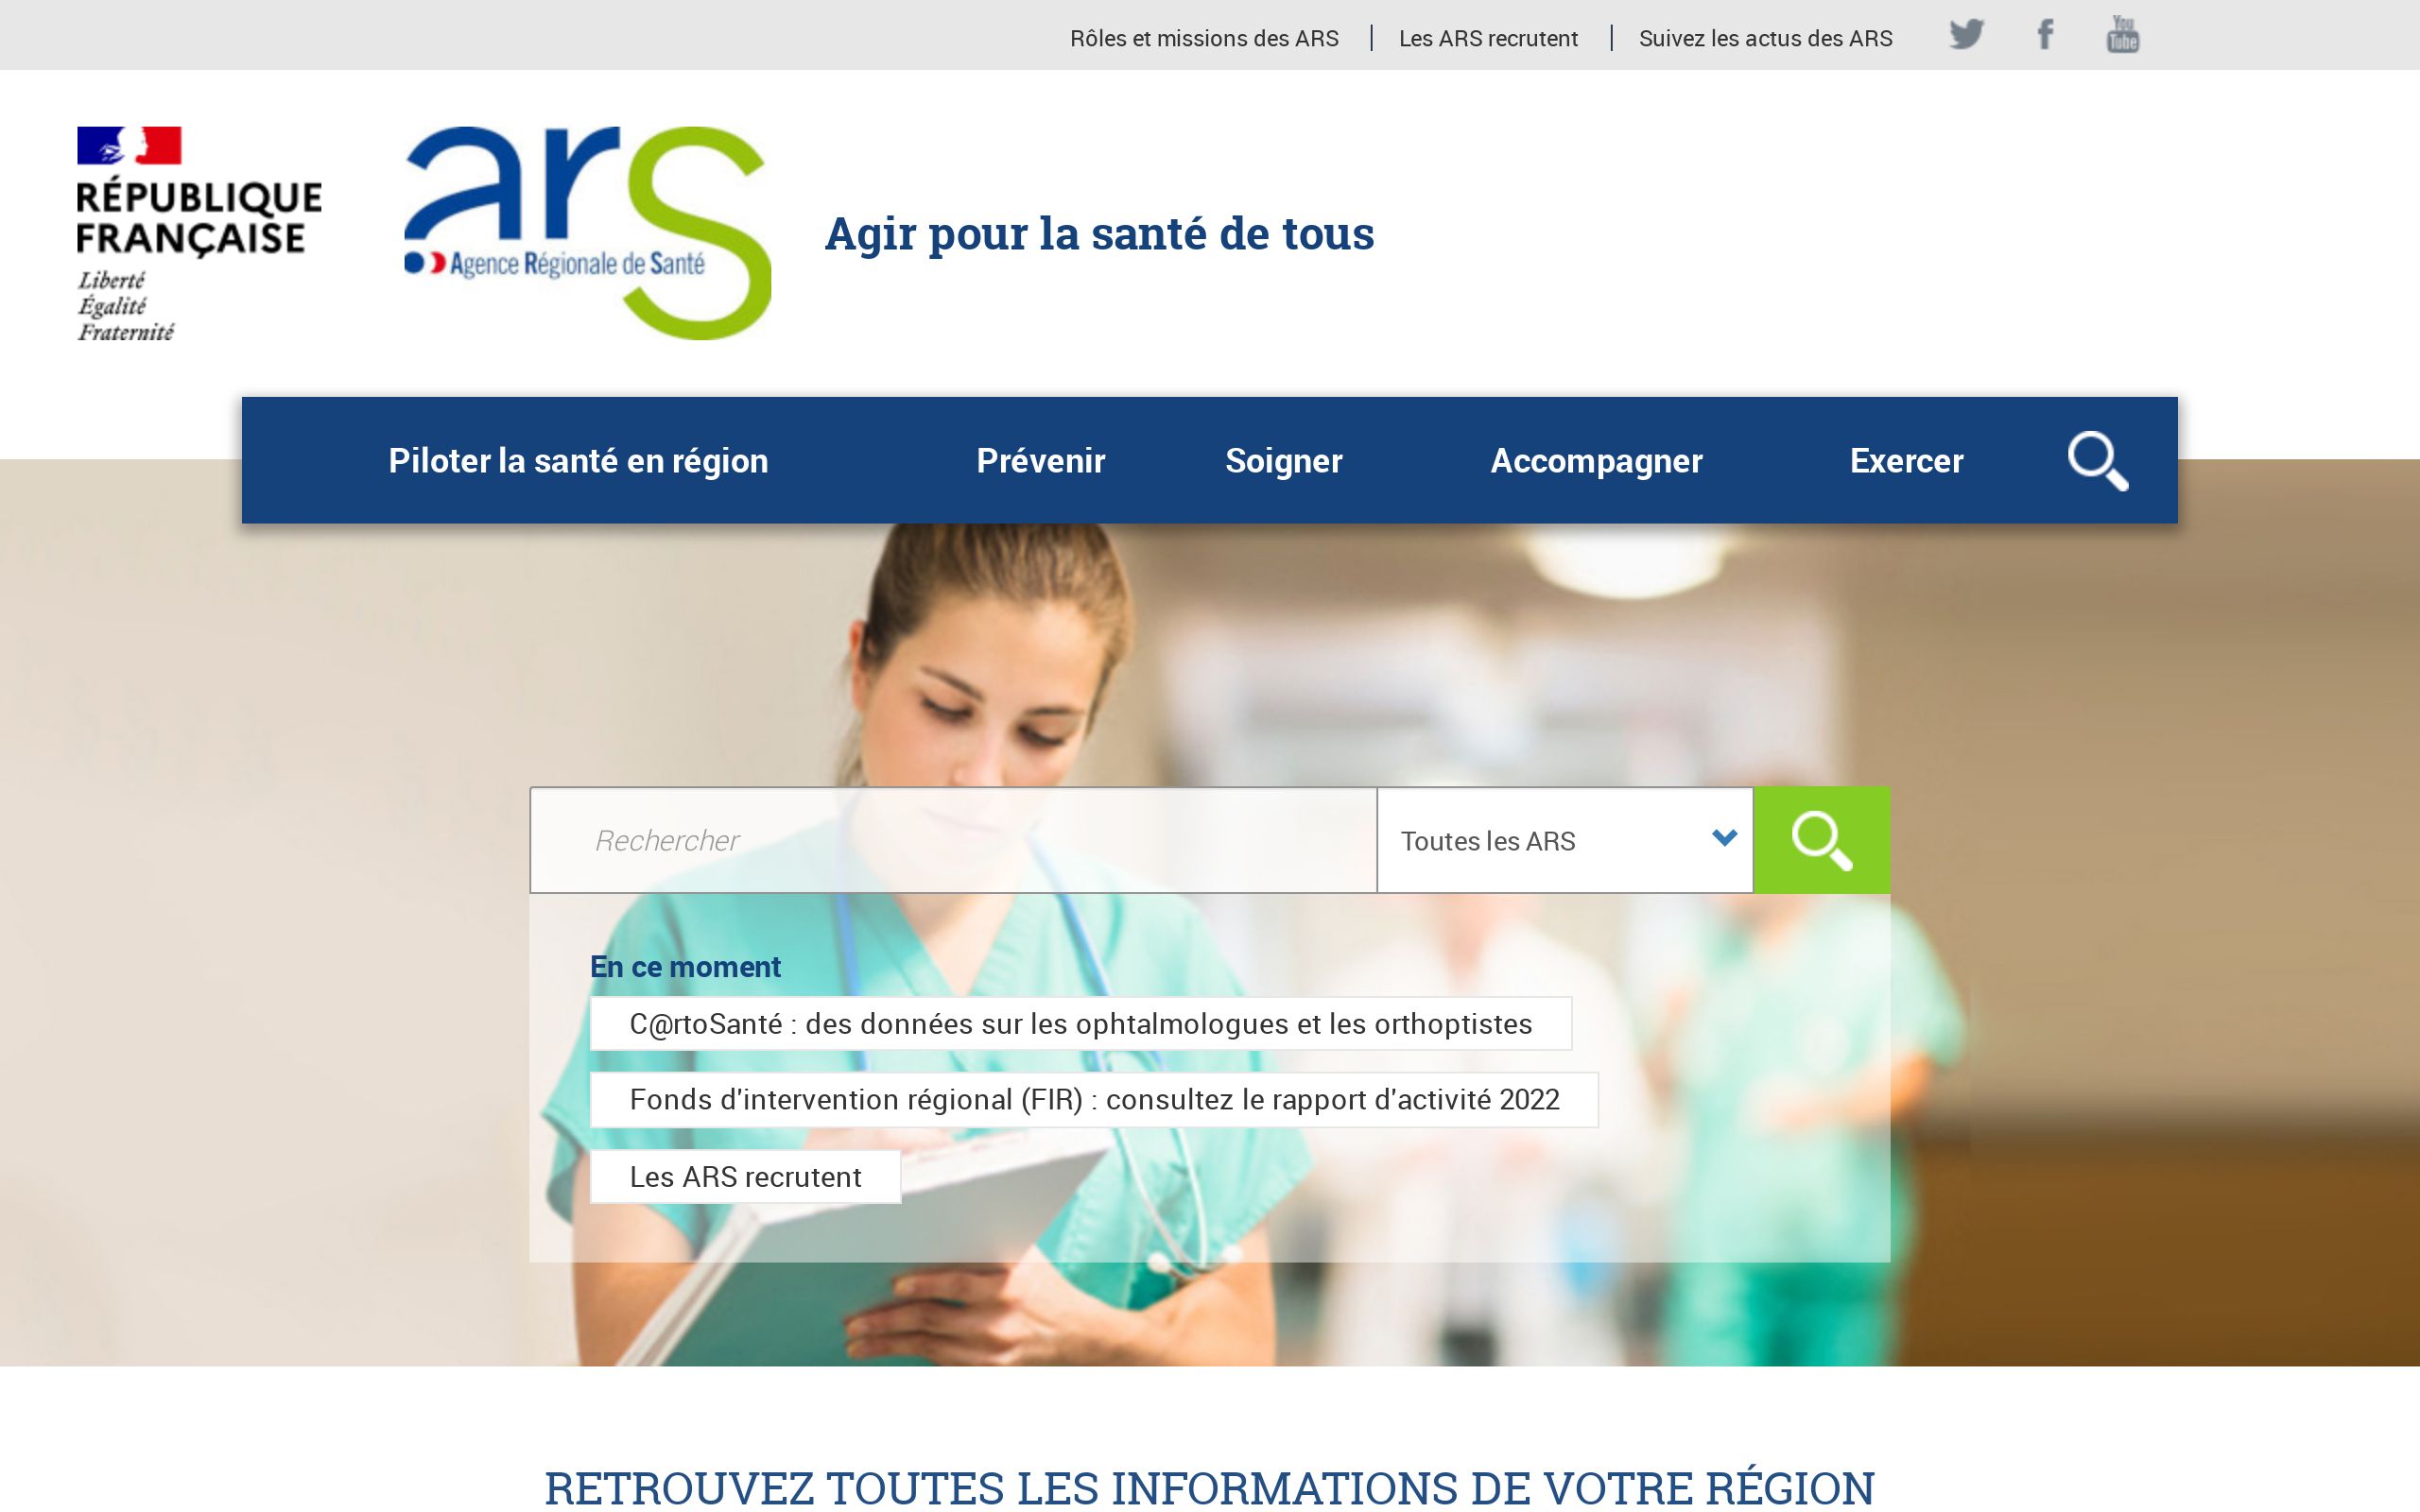 Rôles et missions des ARS
Les ARS recrutent
Suivez les actus des ARS
You
Tube
RÉPUBLIQUE
FRANÇAISE
Liberté
Égalité
Fraternité
ars
Agence Régionale de Santé
Agir pour la santé de tous
Piloter la santé en région
Prévenir
Soigner
Accompagner
Exercer
Rechercher
Toutes les ARS
En ce moment
C@rtoSanté : des données sur les ophtalmologues et les orthoptistes
Fonds d'intervention régional (FIR) : consultez le rapport d'activité 2022
Les ARS recrutent
RETROUVEZ TOUTES LES INFORMATIONS DE VOTRE RÉGION